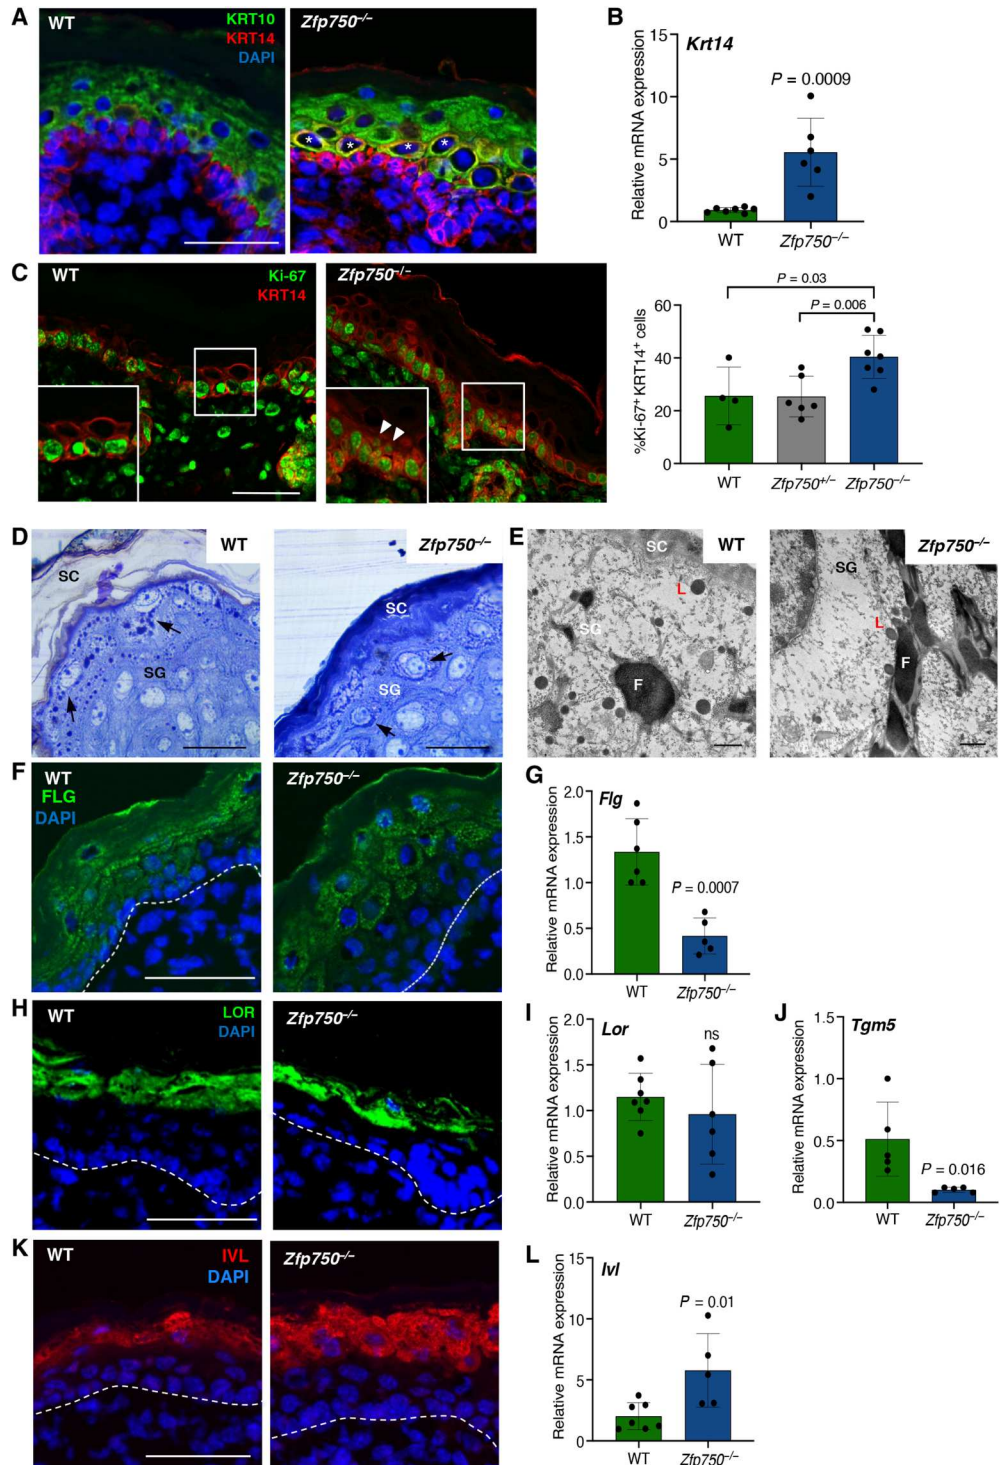 A
WT
KRT10
KRT14
DAPI
Zfp750–/–
* * * *
B
Krt14
Relative mRNA expression
15
10
5
0
P = 0.0009
WT
Zfp750–/–
C
WT
Ki-67
KRT14
Zfp750–/–
%Ki-67+ KRT14+ cells
60
40
20
0
P = 0.03
P = 0.006
WT
Zfp750+/–
Zfp750–/–
D
WT
SC
SG
Zfp750–/–
SC
SG
E
WT
SC
L
SG
F
Zfp750–/–
SG
L
F
F
WT
FLG
DAPI
Zfp750–/–
G
Flg
Relative mRNA expression
2.0
1.5
1.0
0.5
0.0
P = 0.0007
WT
Zfp750–/–
H
WT
LOR
DAPI
Zfp750–/–
I
Lor
Relative mRNA expression
2.0
1.5
1.0
0.5
0.0
ns
WT
Zfp750–/–
J
Tgm5
Relative mRNA expression
1.5
1.0
0.5
0.0
P = 0.016
WT
Zfp750–/–
K
WT
IVL
DAPI
Zfp750–/–
L
Ivl
Relative mRNA expression
15
10
5
0
P = 0.01
WT
Zfp750–/–